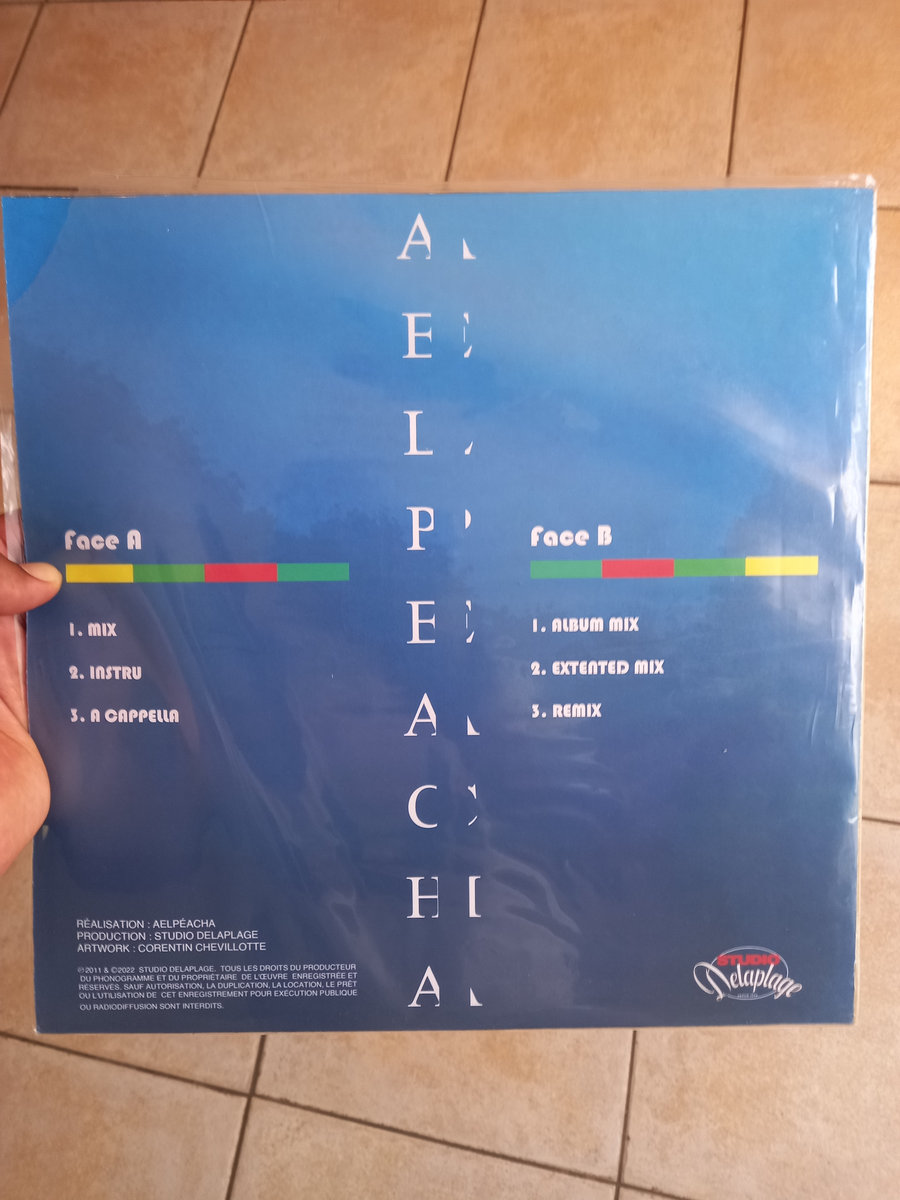 A
E
L
P
E
A
C
H
A
Face A
1. MIX
2. INSTRU
3. A CAPPELLA
Face B
1. ALBUM MIX
2. EXTENTED MIX
3. REMIX
RÉALISATION : AELPÉACHA
PRODUCTION : STUDIO DELAPLAGE
ARTWORK : CORENTIN CHEVILLOTTE
℗2011 & ©2022 STUDIO DELAPLAGE. TOUS LES DROITS DU PRODUCTEUR
DU PHONOGRAMME ET DU PROPRIÉTAIRE DE L'ŒUVRE ENREGISTRÉE ET
RÉSERVÉS. SAUF AUTORISATION, LA DUPLICATION, LA LOCATION, LE PRÊT
OU L'UTILISATION DE CET ENREGISTREMENT POUR EXÉCUTION PUBLIQUE
OU RADIODIFFUSION SONT INTERDITS.
STUDIO
Delaplage